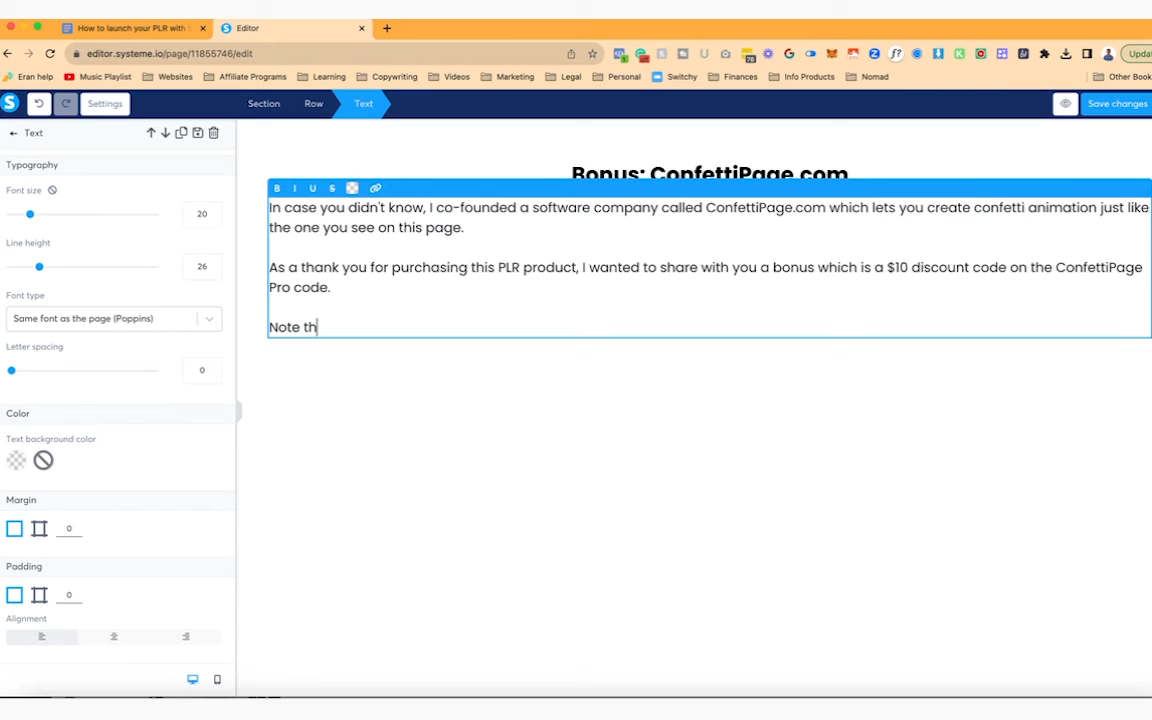 How to launch your PLR with
Editor
editor.systeme.io/page/11855746/edit
78
Updat
Eran help
Music Playlist
Websites
Affiliate Programs
Learning
Copywriting
Videos
Marketing
Legal
Personal
Switchy
Finances
Info Products
Nomad
Other Book
Settings
Section
Row
Text
Save changes
Text
Typography
Font size
20
Line height
26
Font type
Same font as the page (Poppins)
Letter spacing
0
Color
Text background color
Margin
0
Padding
0
Alignment
Bonus: ConfettiPage.com
B I U S
In case you didn't know, I co-founded a software company called ConfettiPage.com which lets you create confetti animation just like
the one you see on this page.
As a thank you for purchasing this PLR product, I wanted to share with you a bonus which is a $10 discount code on the ConfettiPage
Pro code.
Note th